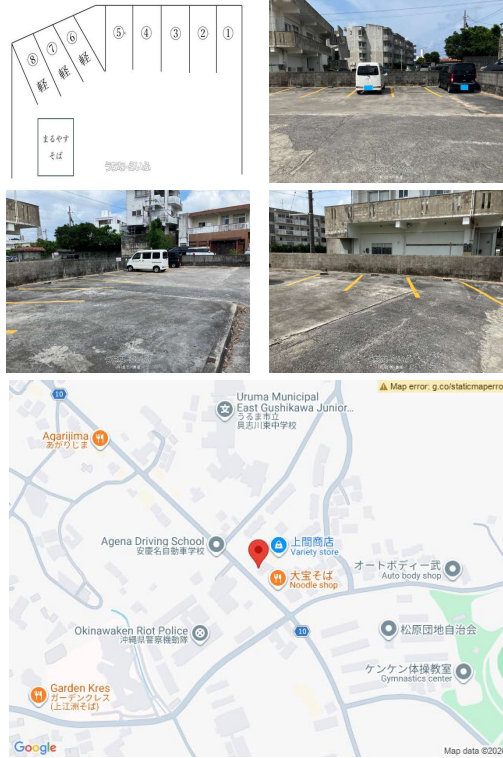 ⑧
⑦
⑥
⑤
④
③
②
①
軽
軽
軽
まるやす
そば
⚠ Map error: g.co/staticmaperro
10
Uruma Municipal
East Gushikawa Junior...
うるま市立
具志川東中学校
Agarijima
あがりじま
Agena Driving School
安慶名自動車学校
上間商店
Variety store
大宝そば
Noodle shop
オートボディー武
Auto body shop
Okinawaken Riot Police
沖縄県警察機動隊
10
松原団地自治会
ケンケン体操教室
Gymnastics center
Garden Kres
ガーデンクレス
(上江洲そば)
Google
Map data ©2026